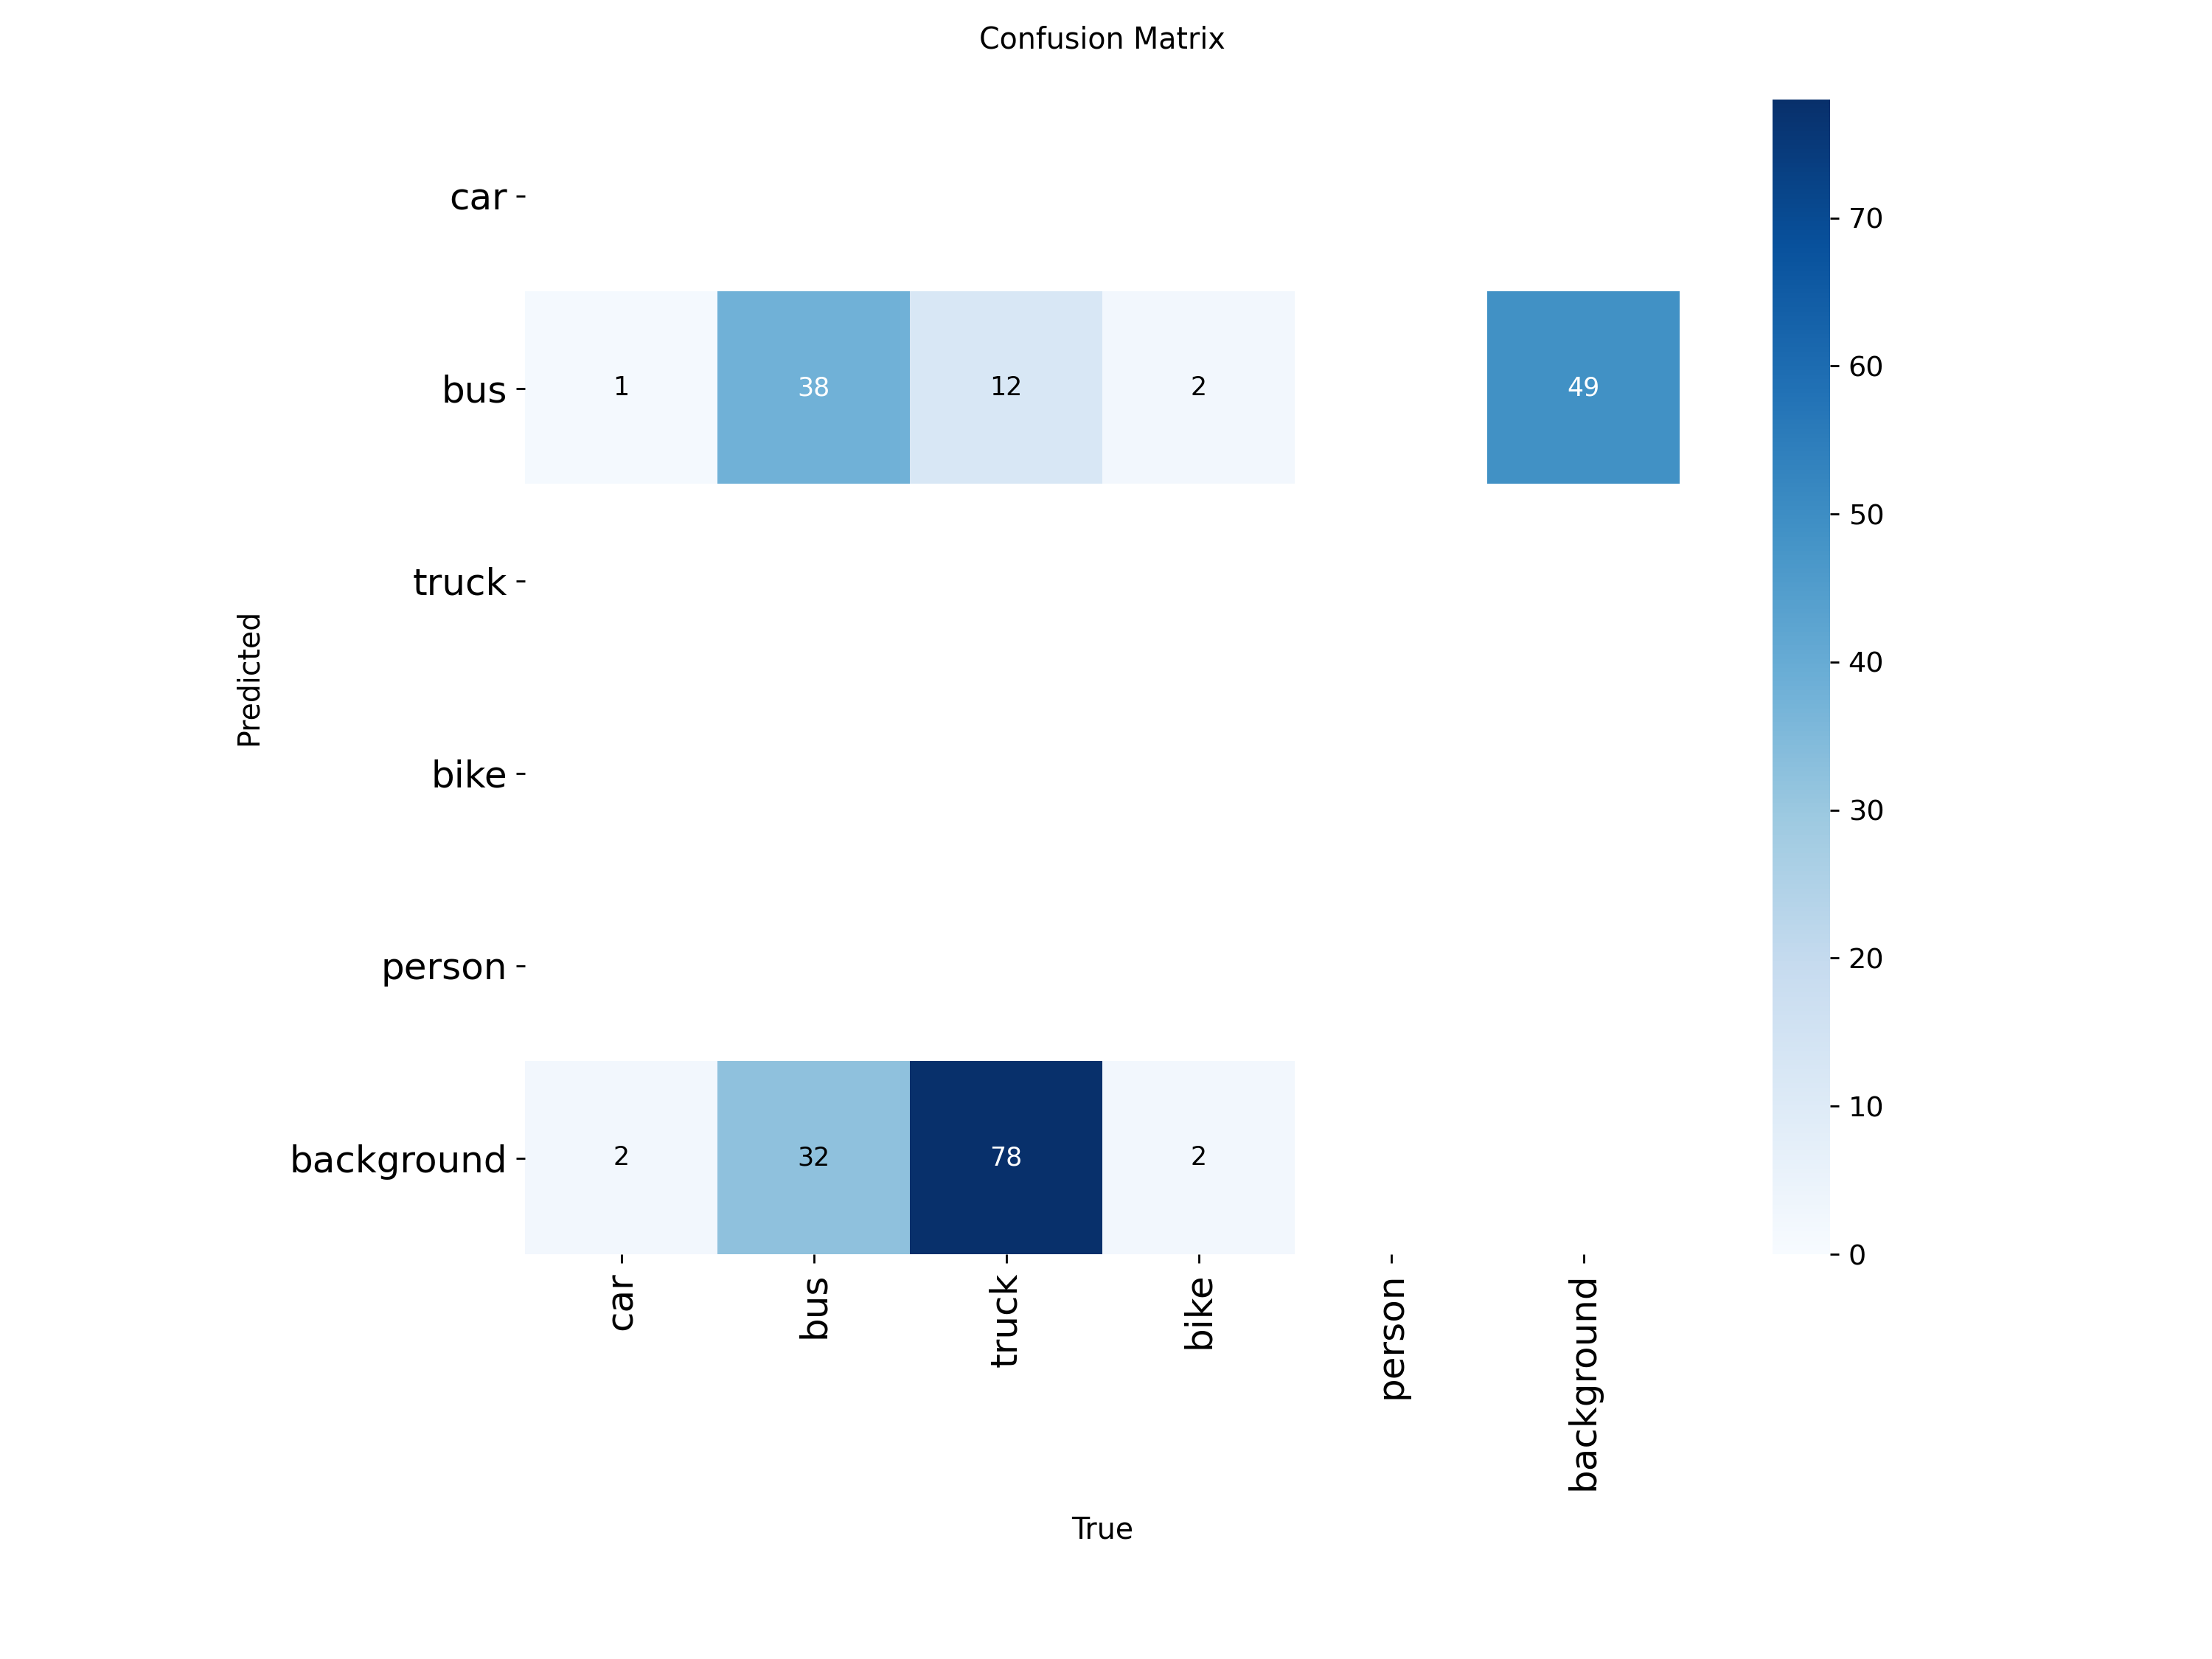 Confusion Matrix
car
bus
1 38 12 2 49
truck
bike
person
background
2 32 78 2
car bus truck bike person background
Predicted
True
70
60
50
40
30
20
10
0